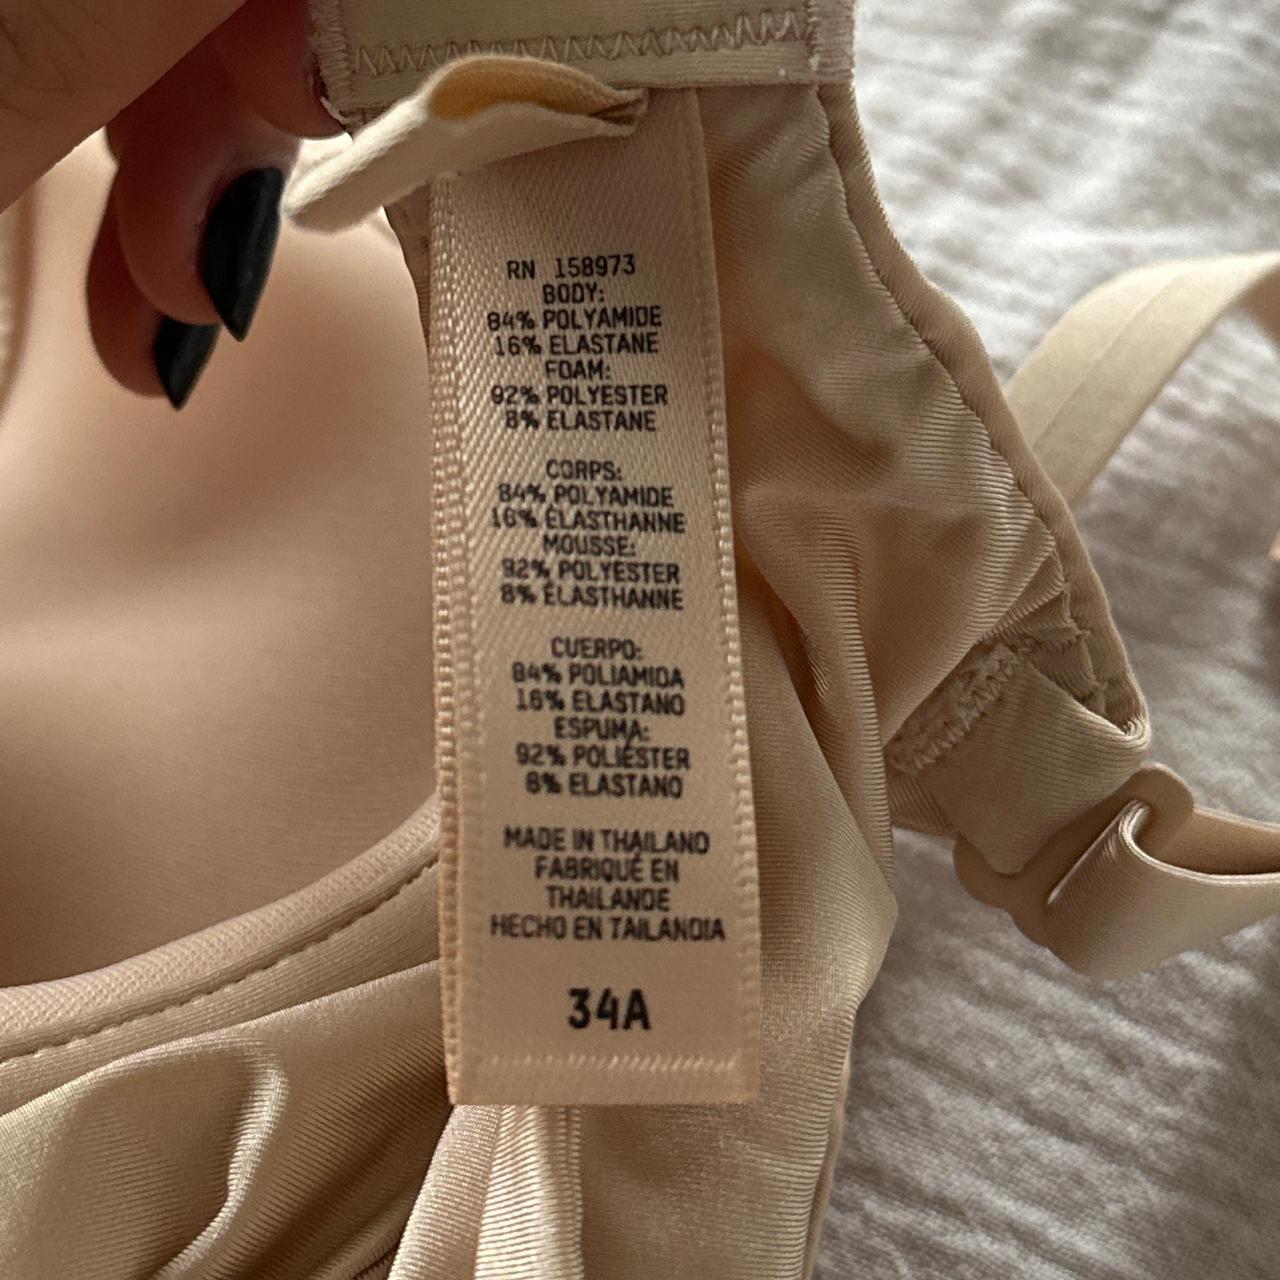 RN 158973
BODY:
84% POLYAMIDE
16% ELASTANE
FOAM:
92% POLYESTER
8% ELASTANE
CORPS:
84% POLYAMIDE
16% ÉLASTHANNE
MOUSSE:
92% POLYESTER
8% ÉLASTHANNE
CUERPO:
84% POLIAMIDA
16% ELASTANO
ESPUMA:
92% POLIÉSTER
8% ELASTANO
MADE IN THAILAND
FABRIQUÉ EN
THAÏLANDE
HECHO EN TAILANDIA
34A